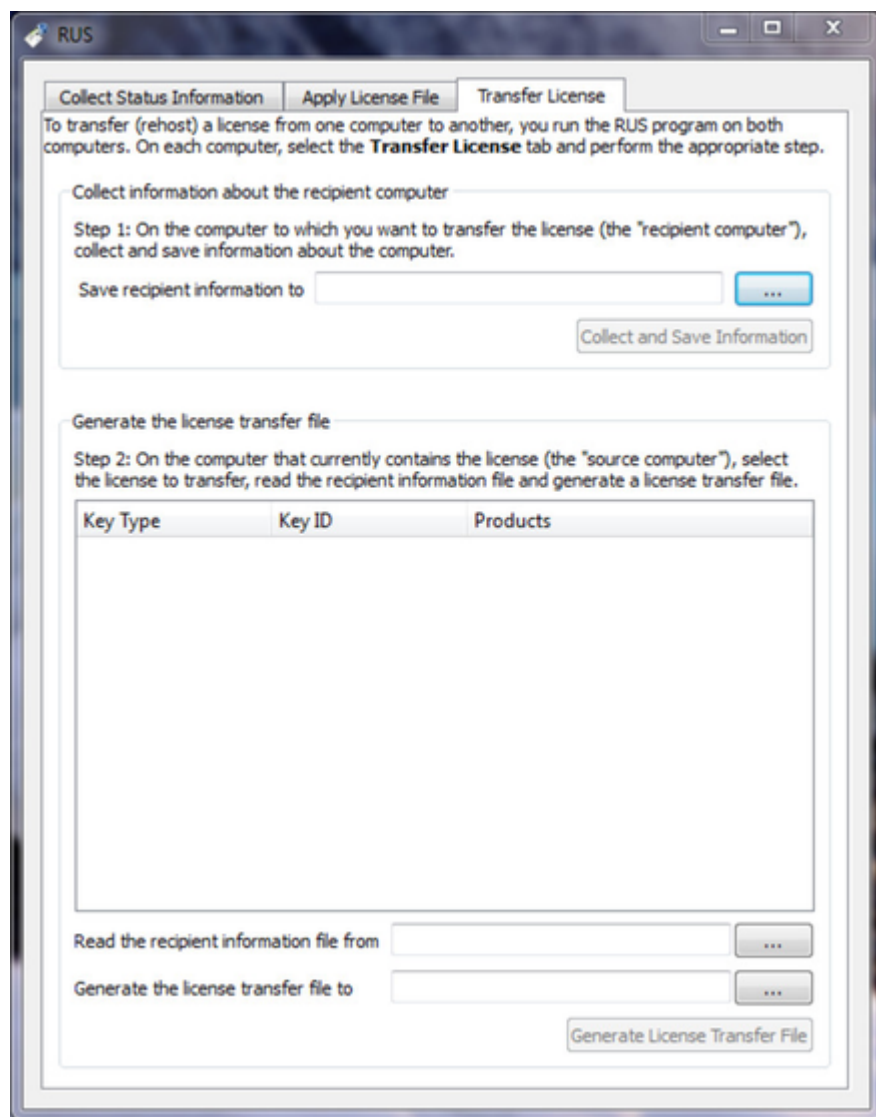 RUS
Collect Status Information
Apply License File
Transfer License
To transfer (rehost) a license from one computer to another, you run the RUS program on both
computers. On each computer, select the Transfer License tab and perform the appropriate step.
Collect information about the recipient computer
Step 1: On the computer to which you want to transfer the license (the "recipient computer"),
collect and save information about the computer.
Save recipient information to
...
Collect and Save Information
Generate the license transfer file
Step 2: On the computer that currently contains the license (the "source computer"), select
the license to transfer, read the recipient information file and generate a license transfer file.
Key Type Key ID Products
Read the recipient information file from
...
Generate the license transfer file to
...
Generate License Transfer File